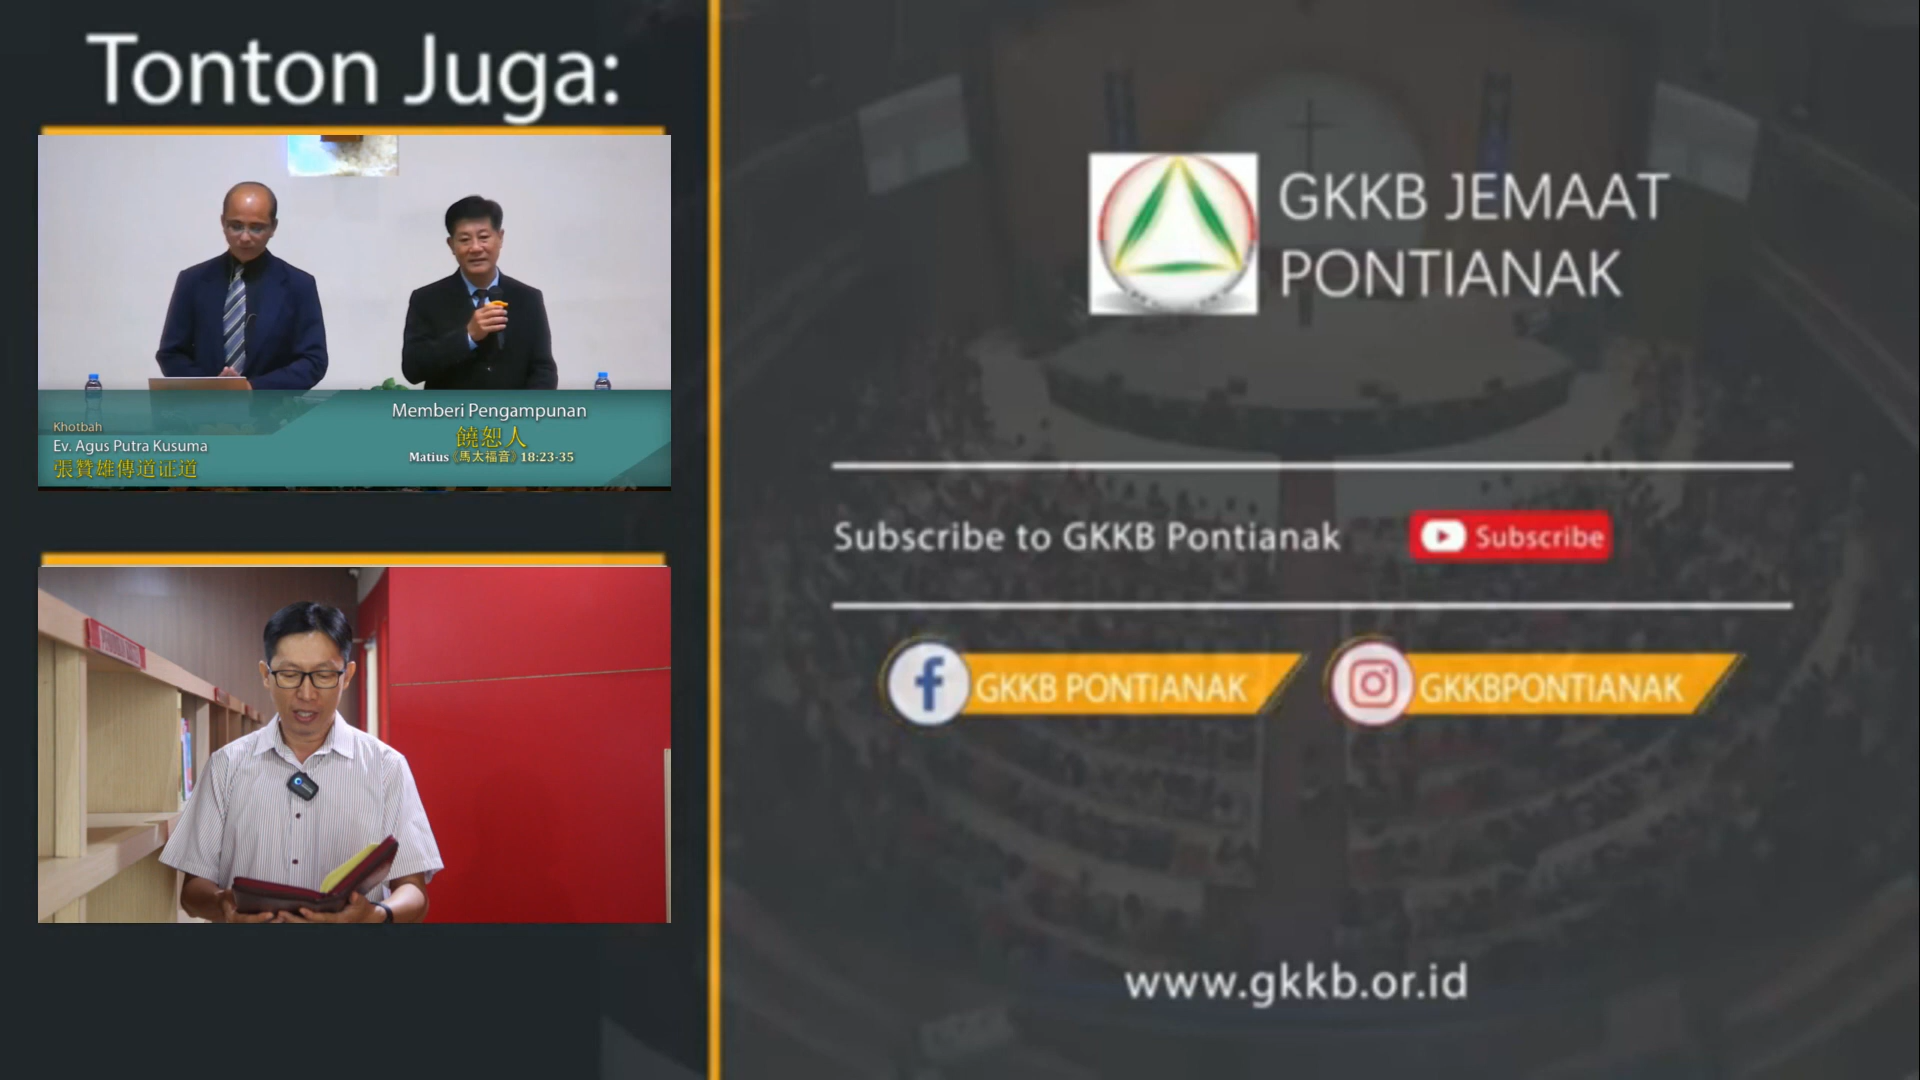 Tonton Juga:
Khotbah
Ev. Agus Putra Kusuma
張贊雄傳道证道
Memberi Pengampunan
饒恕人
Matius《馬太福音》18:23-35
GKKB JEMAAT
PONTIANAK
Subscribe to GKKB Pontianak
Subscribe
GKKB PONTIANAK
GKKBPONTIANAK
www.gkkb.or.id